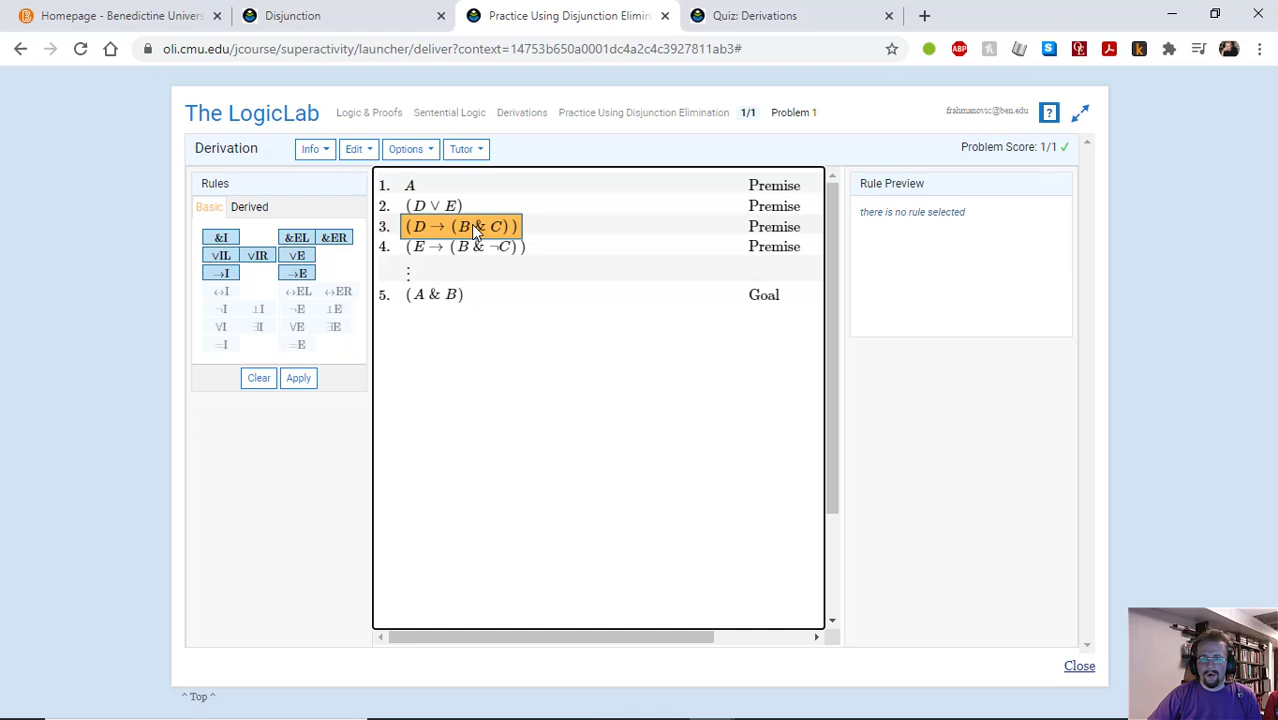 Homepage - Benedictine Univers
Disjunction
Practice Using Disjunction Elimin
Quiz: Derivations
oli.cmu.edu/jcourse/superactivity/launcher/deliver?context=14753b650a0001dc4a2c4c3927811ab3#
The LogicLab
Logic & Proofs
Sentential Logic
Derivations
Practice Using Disjunction Elimination
1/1
Problem 1
frahmanovic@ben.edu
?
Derivation
Info
Edit
Options
Tutor
Problem Score: 1/1 ✓
Rules
Basic
Derived
&I
&EL
&ER
∨IL
∨IR
∨E
→I
→E
↔I
↔EL
↔ER
¬I
⊥I
¬E
⊥E
∀I
∃I
∀E
∃E
=I
=E
Clear
Apply
1. A Premise
2. (D ∨ E) Premise
3. (D → (B & C)) Premise
4. (E → (B & ¬C)) Premise
⋮
5. (A & B) Goal
Rule Preview
there is no rule selected
Close
^ Top ^